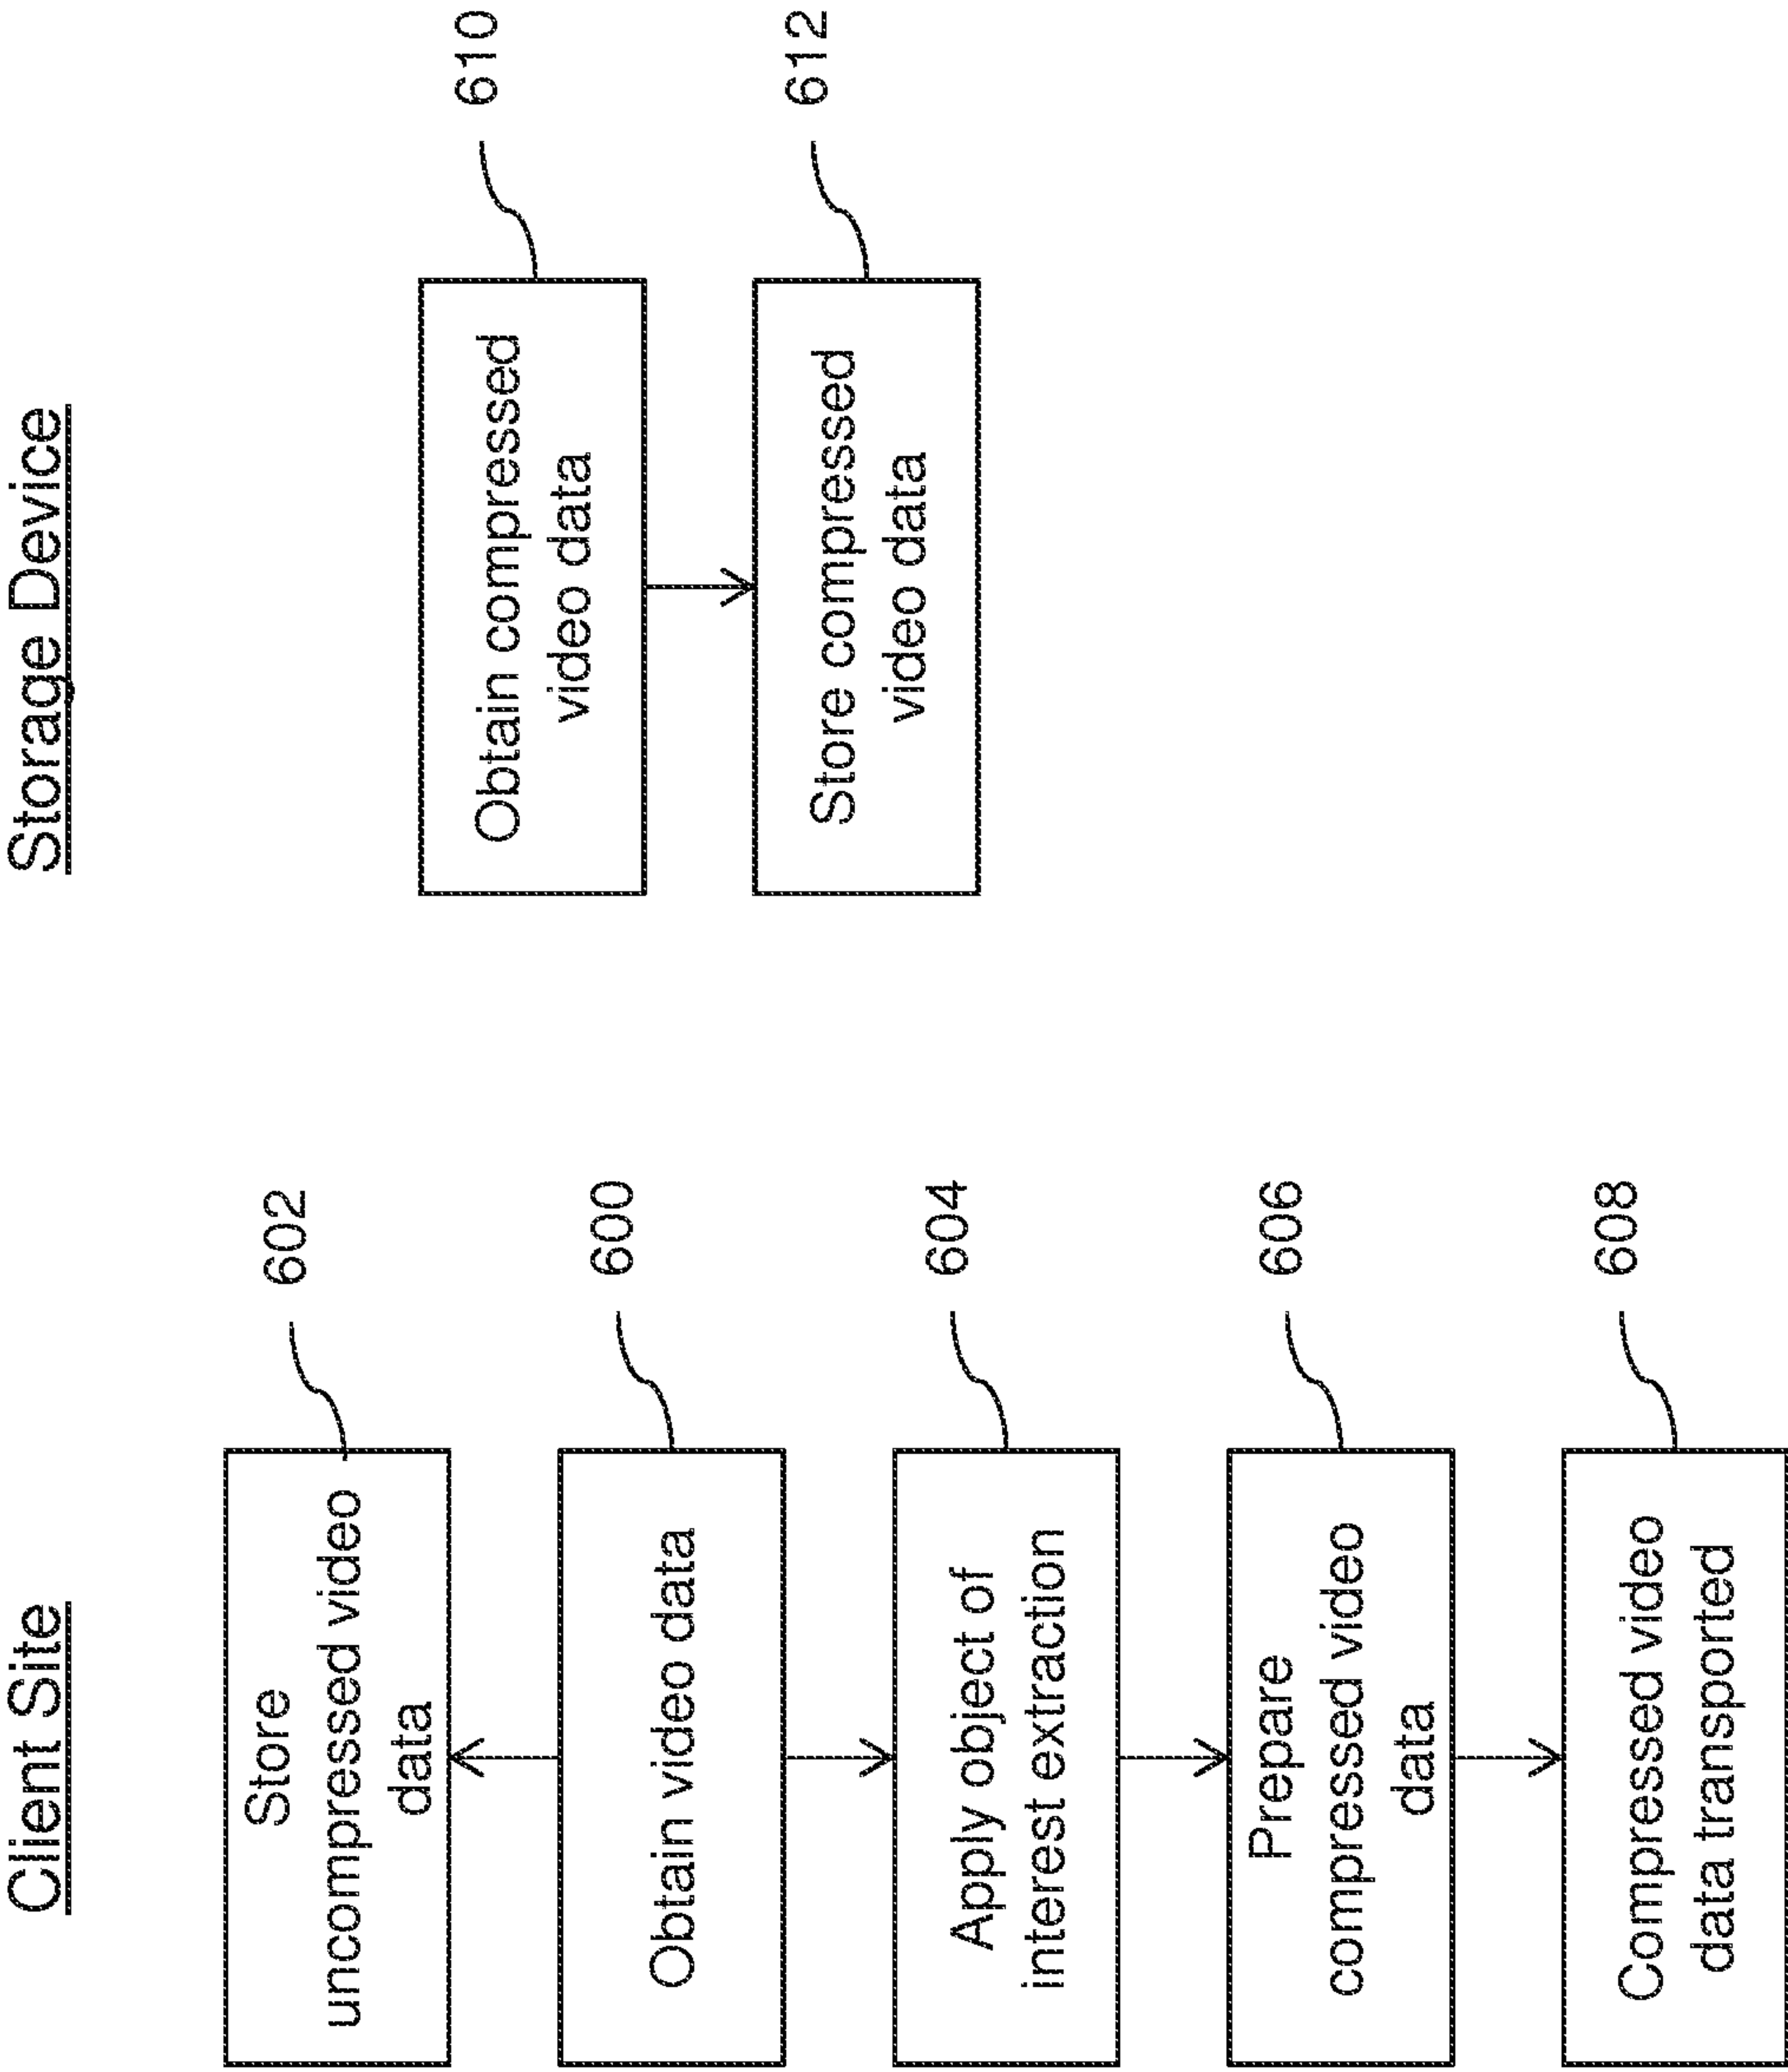 Client Site
Store
uncompressed video
data
602
Obtain video data
600
Apply object of
interest extraction
604
Prepare
compressed video
data
606
Compressed video
data transported
608
Storage Device
Obtain compressed
video data
610
Store compressed
video data
612